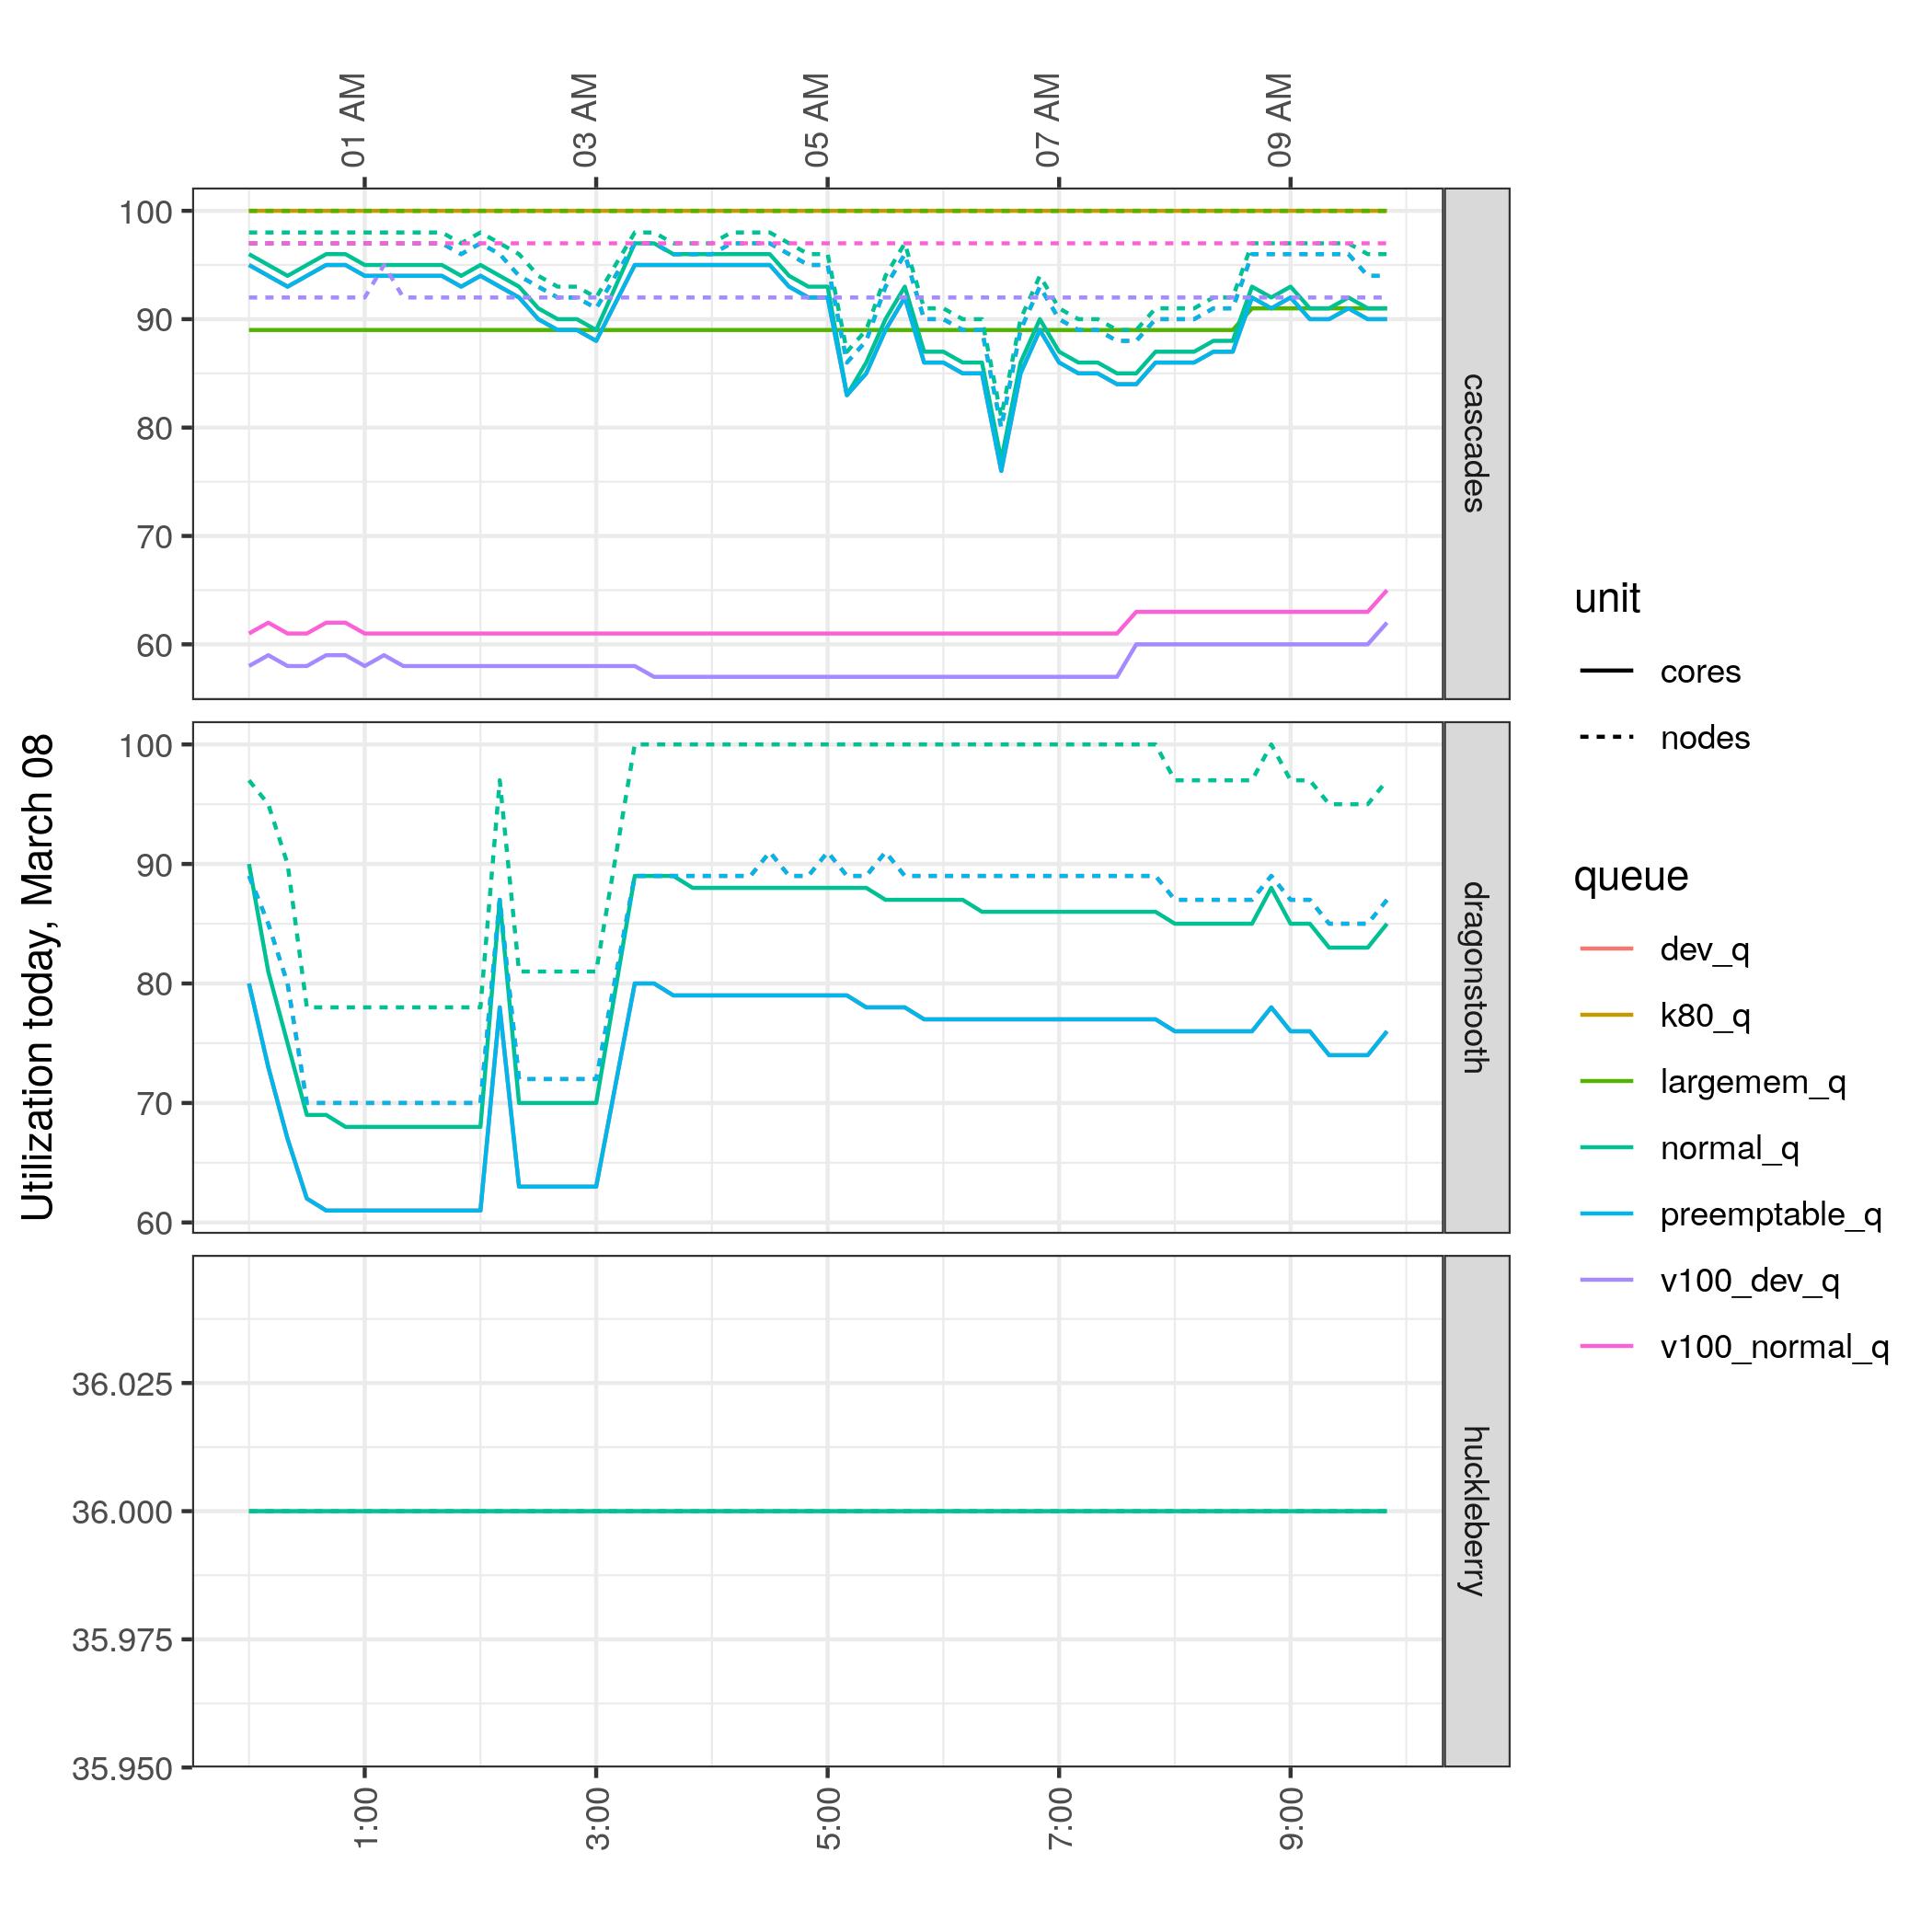 01 AM
03 AM
05 AM
07 AM
09 AM
Utilization today, March 08
100
90
80
70
60
cascades
100
90
80
70
60
dragonstooth
36.025
36.000
35.975
35.950
huckleberry
1:00
3:00
5:00
7:00
9:00
unit
cores
nodes
queue
dev_q
k80_q
largemem_q
normal_q
preemptable_q
v100_dev_q
v100_normal_q